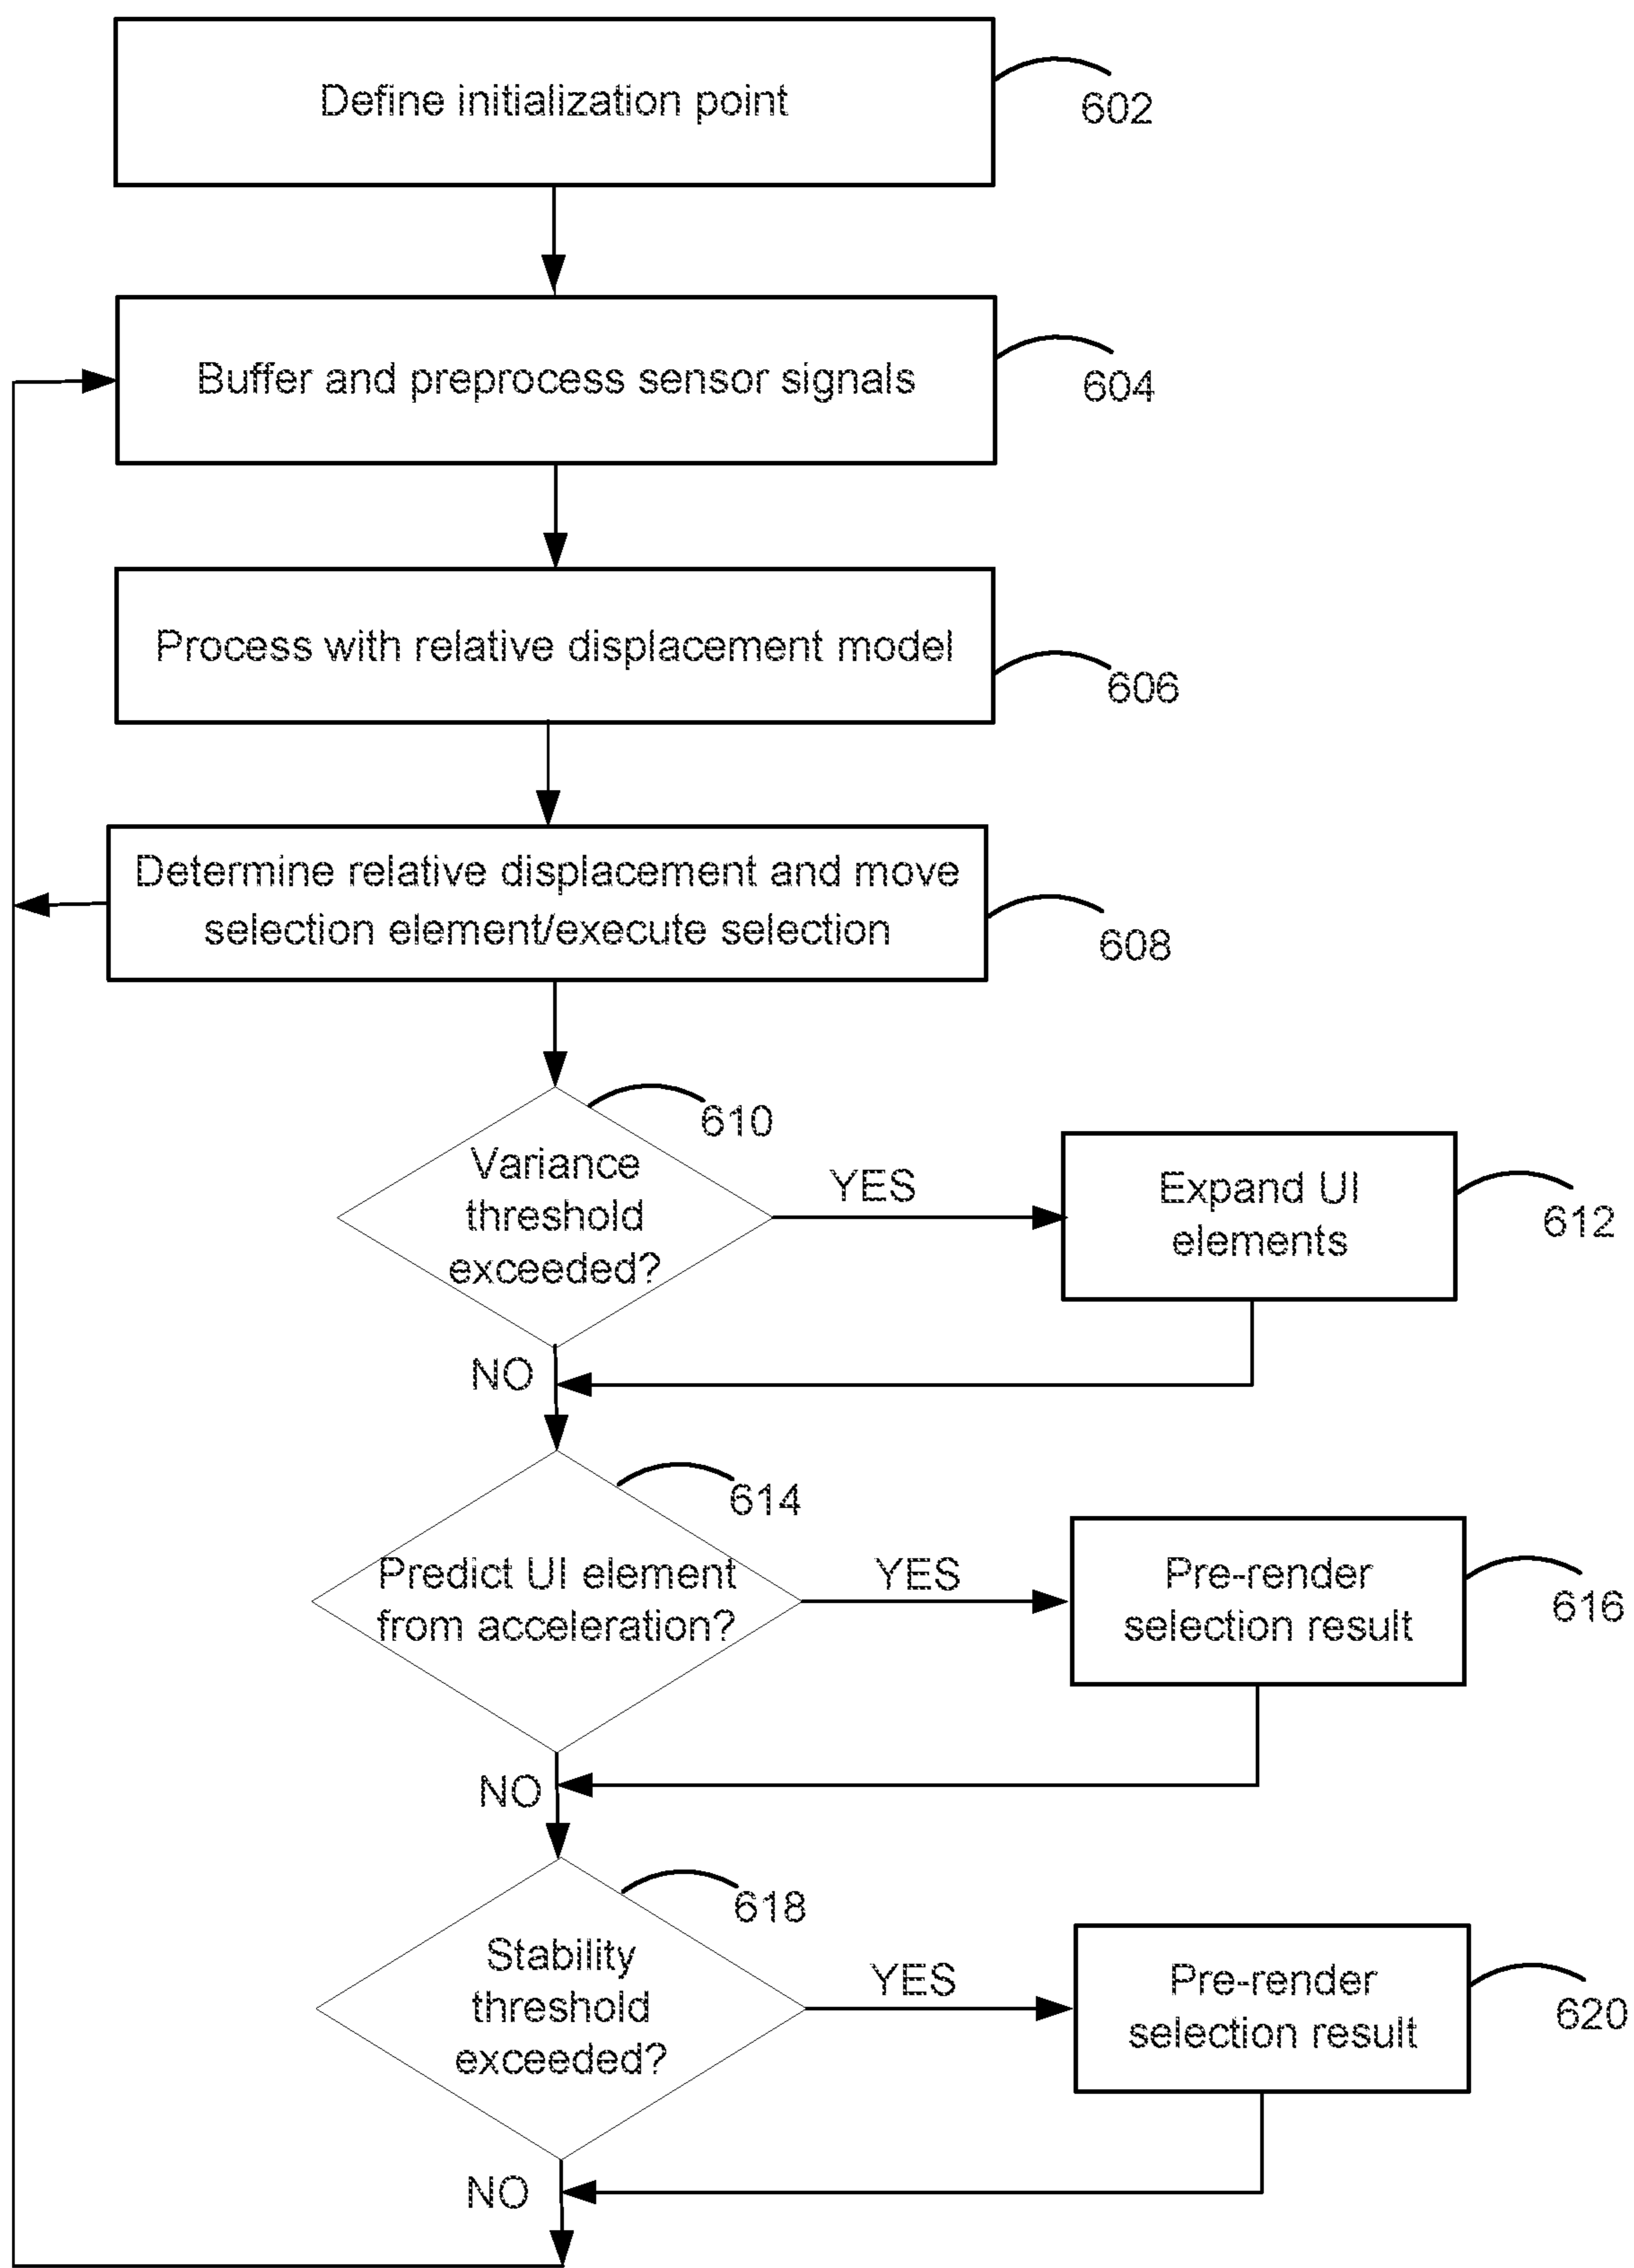 Define initialization point
602
Buffer and preprocess sensor signals
604
Process with relative displacement model
606
Determine relative displacement and move
selection element/execute selection
608
610
Variance
threshold
exceeded?
YES
Expand UI
elements
612
NO
614
Predict UI element
from acceleration?
YES
Pre-render
selection result
616
NO
618
Stability
threshold
exceeded?
YES
Pre-render
selection result
620
NO